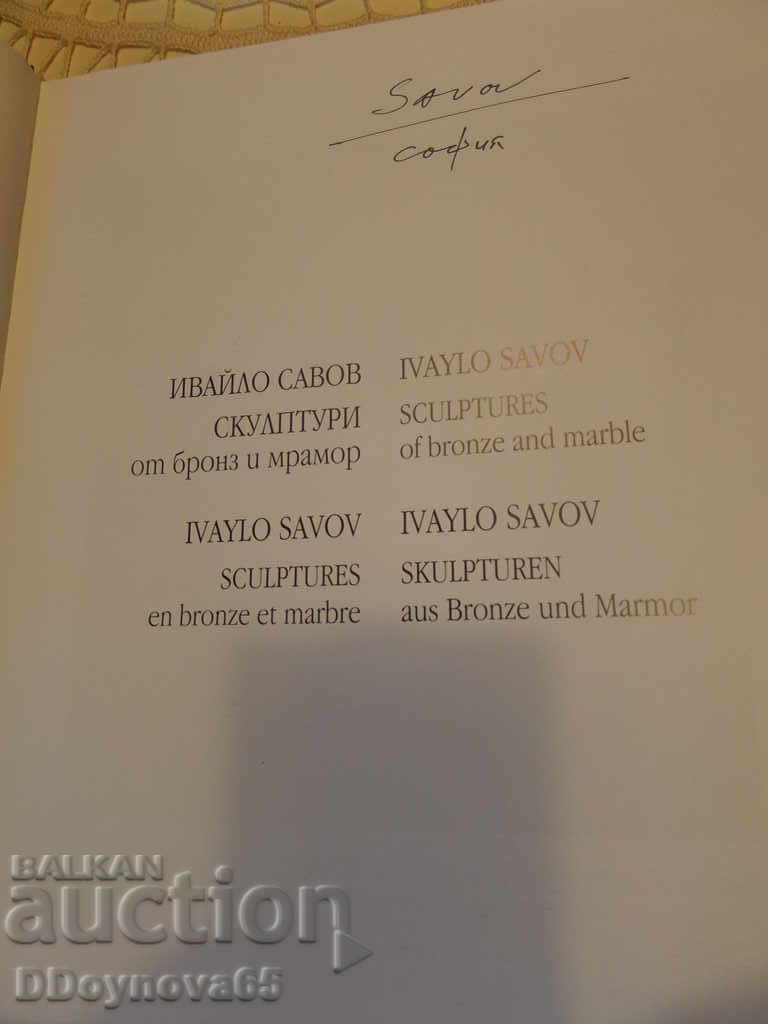 Savov
София
ИВАЙЛО САВОВ
СКУЛПТУРИ
от бронз и мрамор
IVAYLO SAVOV
SCULPTURES
of bronze and marble
IVAYLO SAVOV
SCULPTURES
en bronze et marbre
IVAYLO SAVOV
SKULPTUREN
aus Bronze und Marmor
BALKAN
auction
DDoynova65